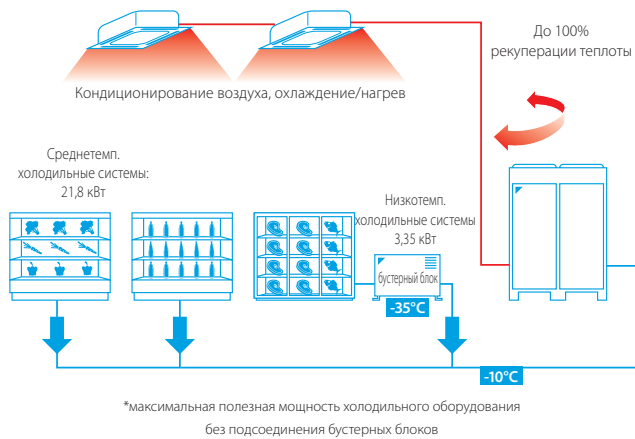 До 100%
рекуперации теплоты
Кондиционирование воздуха, охлаждение/нагрев
Среднетемп.
холодильные системы:
21,8 кВт
Низкотемп.
холодильные системы
3,35 кВт
бустерный блок
-35°C
-10°C
*максимальная полезная мощность холодильного оборудования
без подсоединения бустерных блоков